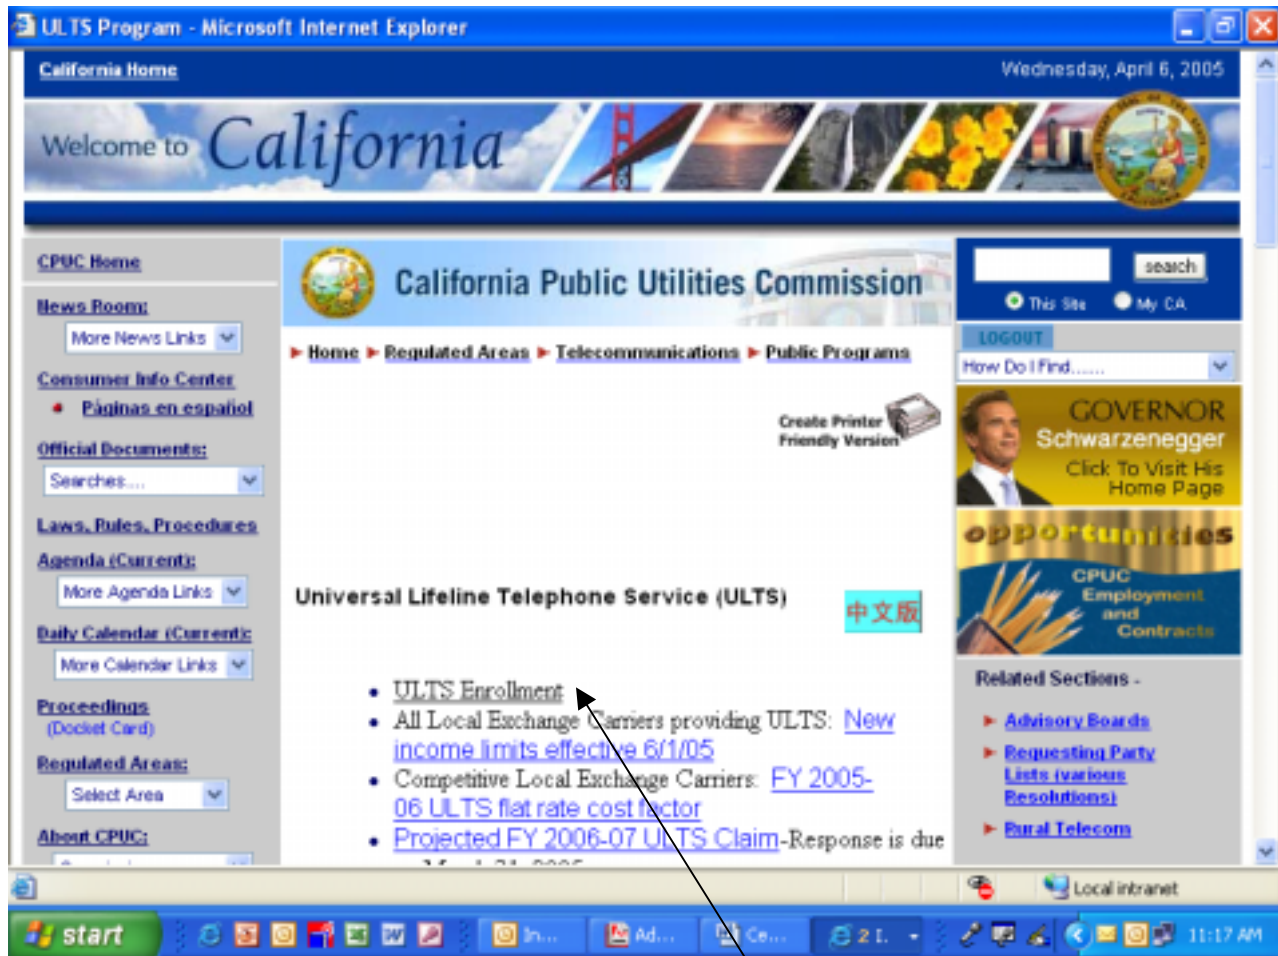 ULTS Program - Microsoft Internet Explorer
California Home
Wednesday, April 6, 2005
Welcome to California
CPUC Home
News Room:
More News Links
Consumer Info Center
Páginas en español
Official Documents:
Searches....
Laws, Rules, Procedures
Agenda (Current):
More Agenda Links
Daily Calendar (Current):
More Calendar Links
Proceedings
(Docket Card)
Regulated Areas:
Select Area
About CPUC:
California Public Utilities Commission
Home Regulated Areas Telecommunications Public Programs
Create Printer
Friendly Version
Universal Lifeline Telephone Service (ULTS)
中文版
ULTS Enrollment
All Local Exchange Carriers providing ULTS: New
income limits effective 6/1/05
Competitive Local Exchange Carriers: FY 2005-
06 ULTS flat rate cost factor
Projected FY 2006-07 ULTS Claim-Response is due
search
This Site My CA
LOGOUT
How Do I Find......
GOVERNOR
Schwarzenegger
Click To Visit His
Home Page
opportunities
CPUC
Employment
and
Contracts
Related Sections -
Advisory Boards
Requesting Party
Lists (various
Resolutions)
Rural Telecom
Local intranet
start
In...
Ad...
Ce...
2 I.
11:17 AM